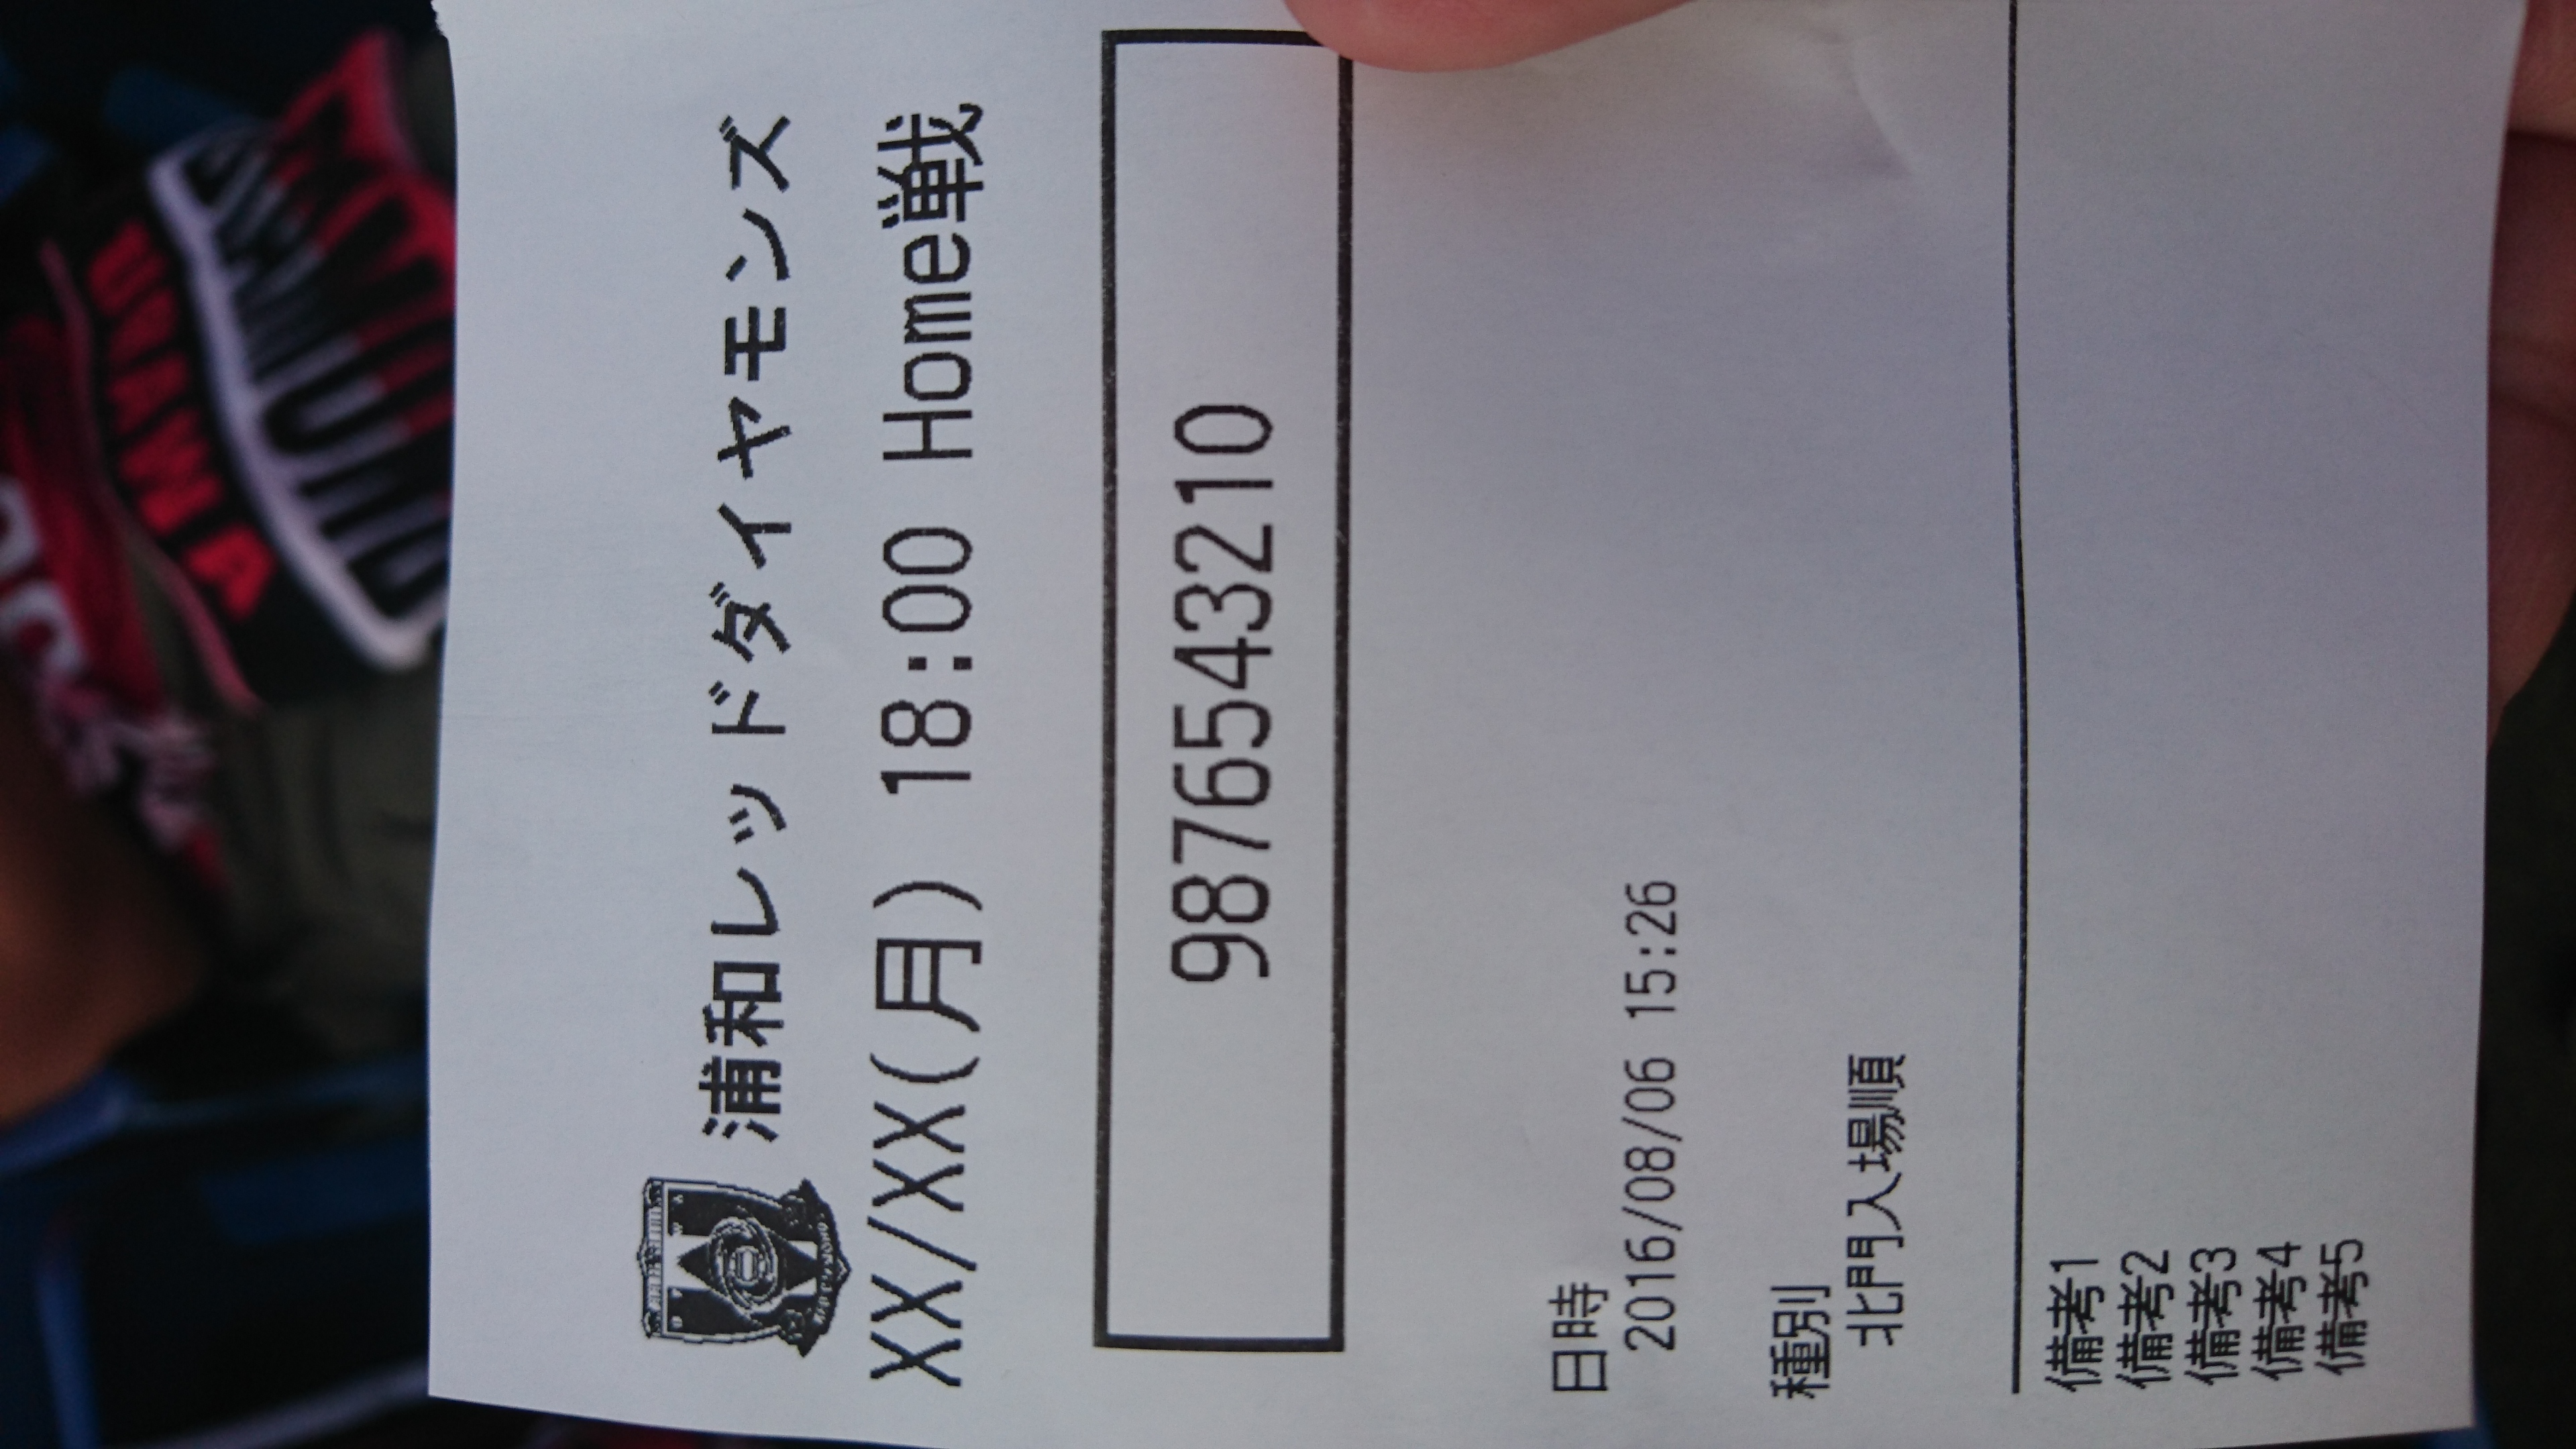 浦和レッドダイヤモンズ
XX/XX(月) 18:00 Home戦
9876543210
日時
2016/08/06 15:26
種別
北門入場順
備考1
備考2
備考3
備考4
備考5
URAWA